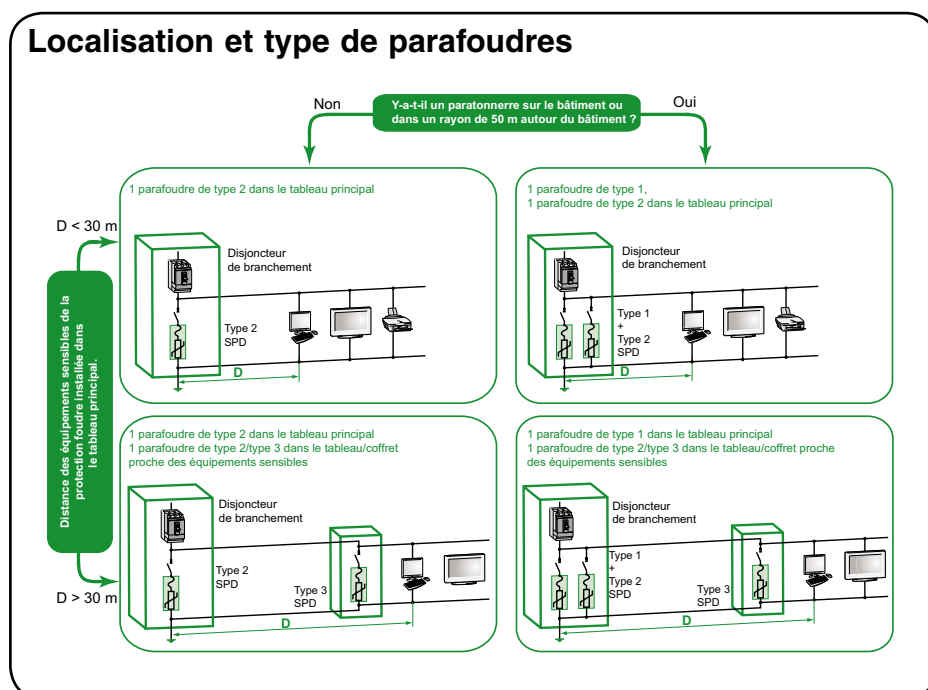 Localisation et type de parafoudres
Non
Y-a-t-il un paratonnerre sur le bâtiment ou
dans un rayon de 50 m autour du bâtiment ?
Oui
1 parafoudre de type 2 dans le tableau principal
D < 30 m
Disjoncteur
de branchement
Type 2
SPD
D
1 parafoudre de type 1,
1 parafoudre de type 2 dans le tableau principal
Disjoncteur
de branchement
Type 1
+
Type 2
SPD
D
Distance des équipements sensibles de la
protection foudre installée dans
le tableau principal.
1 parafoudre de type 2 dans le tableau principal
1 parafoudre de type 2/type 3 dans le tableau/coffret
proche des équipements sensibles
Disjoncteur
de branchement
Type 2
SPD
Type 3
SPD
D > 30 m
D
1 parafoudre de type 1 dans le tableau principal
1 parafoudre de type 2/type 3 dans le tableau/coffret proche
des équipements sensibles
Disjoncteur
de branchement
Type 1
+
Type 2
SPD
Type 3
SPD
D